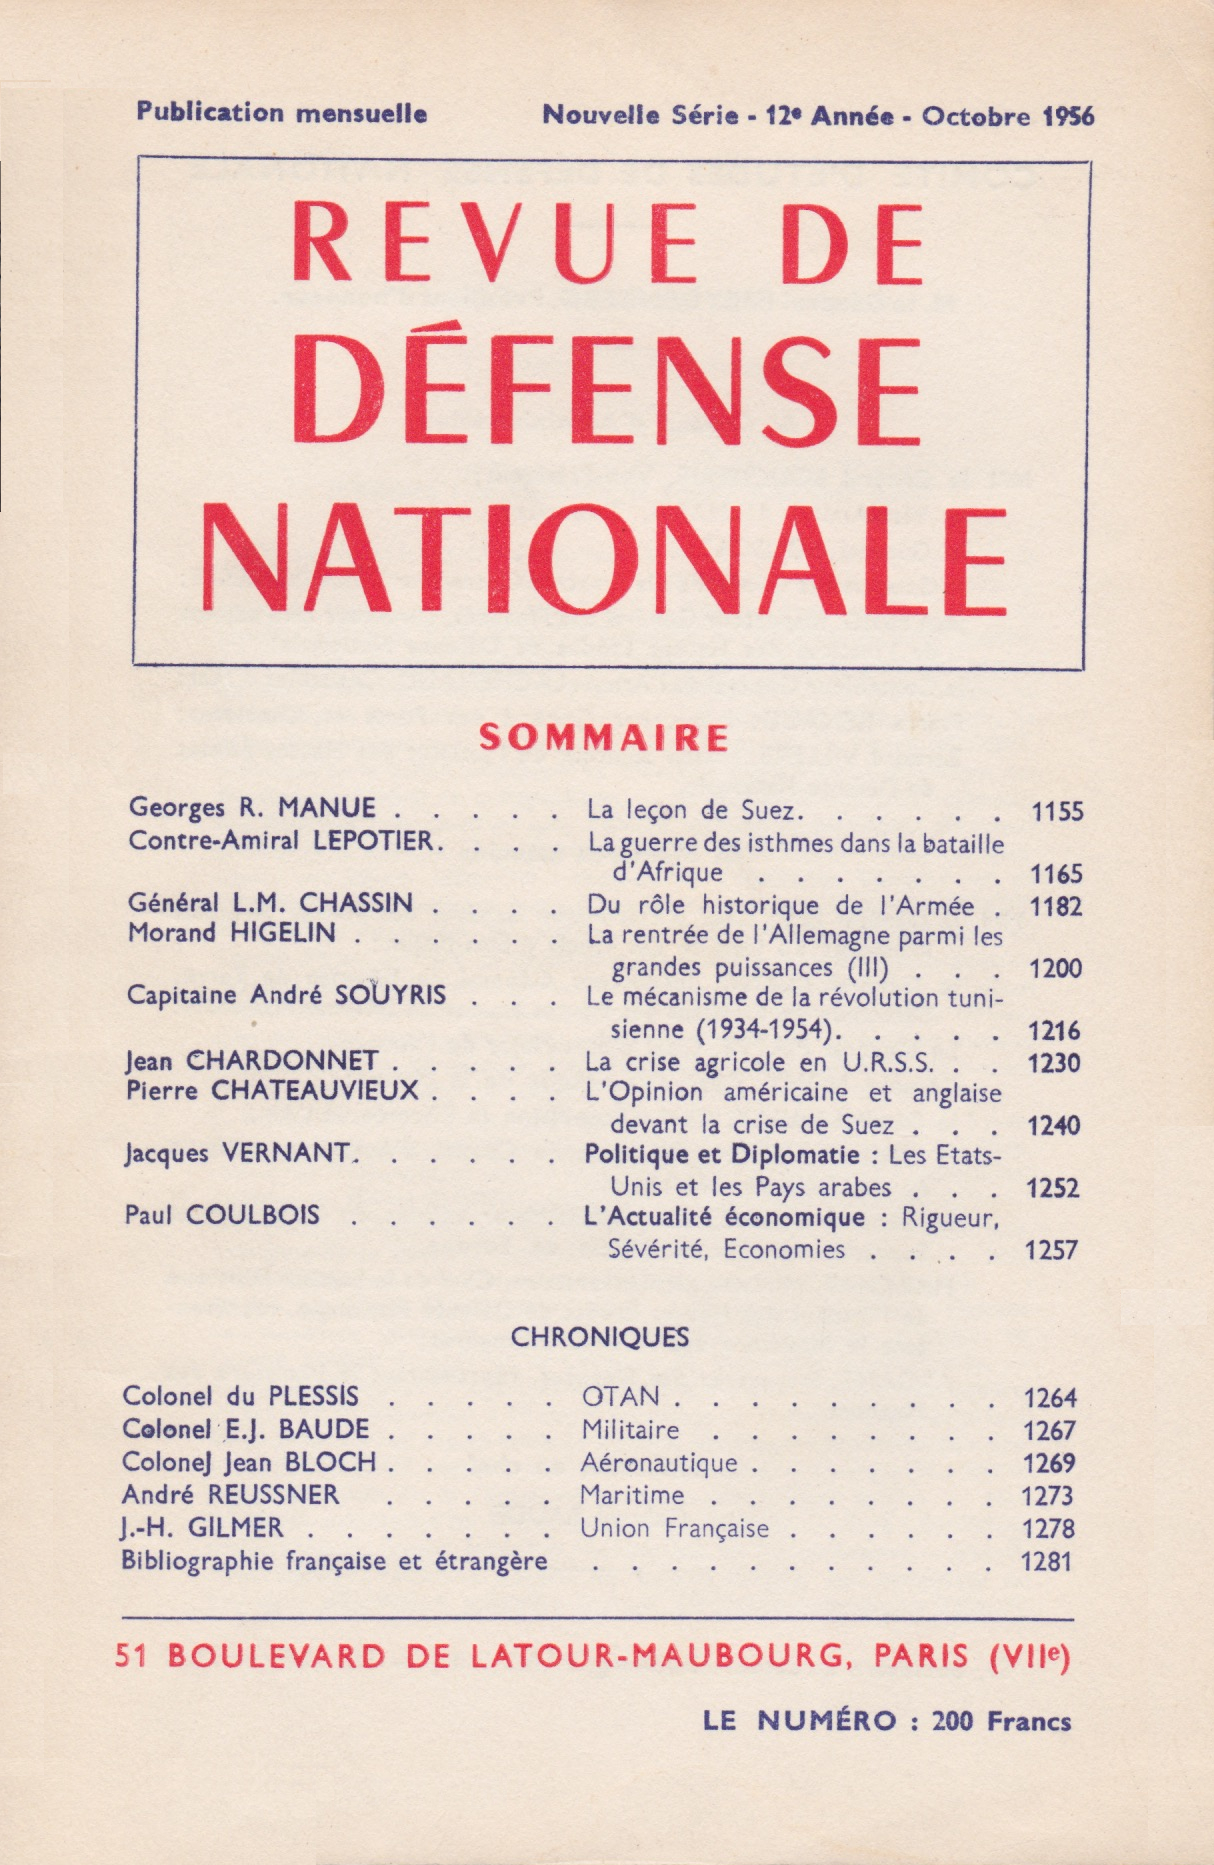 Publication mensuelle Nouvelle Série - 12e Année - Octobre 1956
REVUE DE
DÉFENSE
NATIONALE
SOMMAIRE
Georges R. MANUE . . . . . La leçon de Suez. . . . . . 1155
Contre-Amiral LEPOTIER. . . . La guerre des isthmes dans la bataille
d'Afrique . . . . . . . 1165
Général L.M. CHASSIN . . . . Du rôle historique de l'Armée . 1182
Morand HIGELIN . . . . . . La rentrée de l'Allemagne parmi les
grandes puissances (III) . . . 1200
Capitaine André SOUYRIS . . . Le mécanisme de la révolution tuni-
sienne (1934-1954). . . . . 1216
Jean CHARDONNET . . . . . La crise agricole en U.R.S.S. . . 1230
Pierre CHATEAUVIEUX . . . . L'Opinion américaine et anglaise
devant la crise de Suez . . . 1240
Jacques VERNANT. . . . . . Politique et Diplomatie : Les Etats-
Unis et les Pays arabes . . . 1252
Paul COULBOIS . . . . . . L'Actualité économique : Rigueur,
Sévérité, Economies . . . . 1257
CHRONIQUES
Colonel du PLESSIS . . . . . OTAN . . . . . . . . . 1264
Colonel E.J. BAUDE . . . . . Militaire . . . . . . . . 1267
Colonel Jean BLOCH . . . . . Aéronautique . . . . . . . 1269
André REUSSNER . . . . . Maritime . . . . . . . . 1273
J.-H. GILMER . . . . . . . Union Française . . . . . . 1278
Bibliographie française et étrangère . . . . . . . . . . . 1281
51 BOULEVARD DE LATOUR-MAUBOURG, PARIS (VIIe)
LE NUMÉRO : 200 Francs